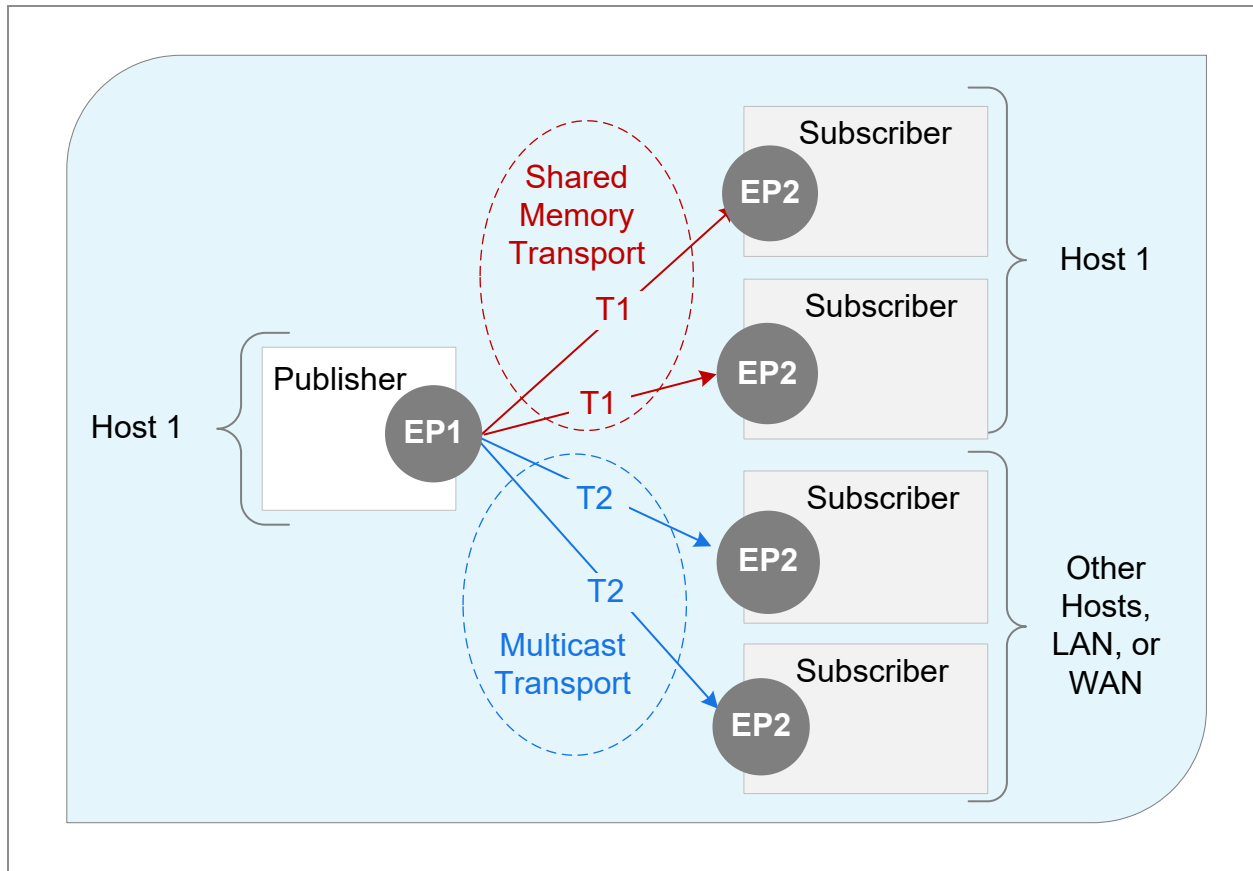 Host 1
Publisher
EP1
Shared
Memory
Transport
T1
T1
T2
T2
Multicast
Transport
Subscriber
EP2
Subscriber
EP2
Subscriber
EP2
Subscriber
EP2
Host 1
Other
Hosts,
LAN, or
WAN